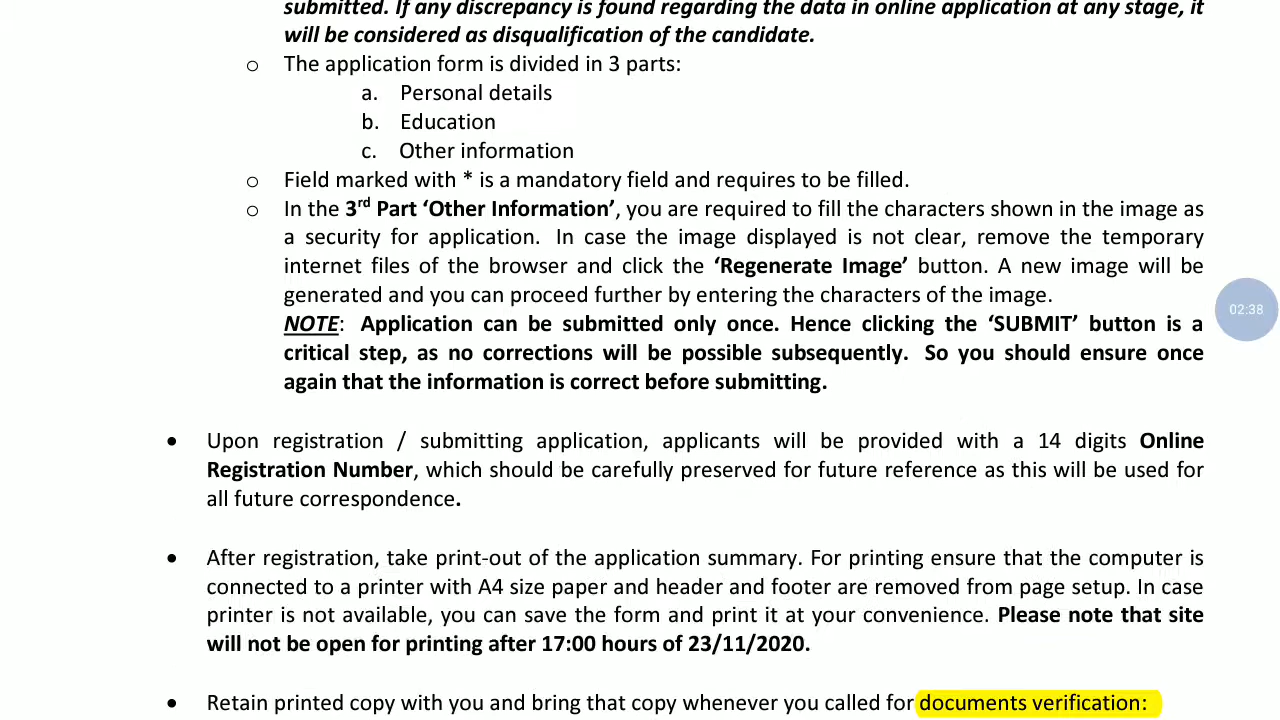 submitted. If any discrepancy is found regarding the data in online application at any stage, it
will be considered as disqualification of the candidate.
o The application form is divided in 3 parts:
a. Personal details
b. Education
c. Other information
o Field marked with * is a mandatory field and requires to be filled.
o In the 3rd Part ‘Other Information’, you are required to fill the characters shown in the image as
a security for application. In case the image displayed is not clear, remove the temporary
internet files of the browser and click the ‘Regenerate Image’ button. A new image will be
generated and you can proceed further by entering the characters of the image.
02:38
NOTE: Application can be submitted only once. Hence clicking the ‘SUBMIT’ button is a
critical step, as no corrections will be possible subsequently. So you should ensure once
again that the information is correct before submitting.
• Upon registration / submitting application, applicants will be provided with a 14 digits Online
Registration Number, which should be carefully preserved for future reference as this will be used for
all future correspondence.
• After registration, take print-out of the application summary. For printing ensure that the computer is
connected to a printer with A4 size paper and header and footer are removed from page setup. In case
printer is not available, you can save the form and print it at your convenience. Please note that site
will not be open for printing after 17:00 hours of 23/11/2020.
• Retain printed copy with you and bring that copy whenever you called for documents verification: